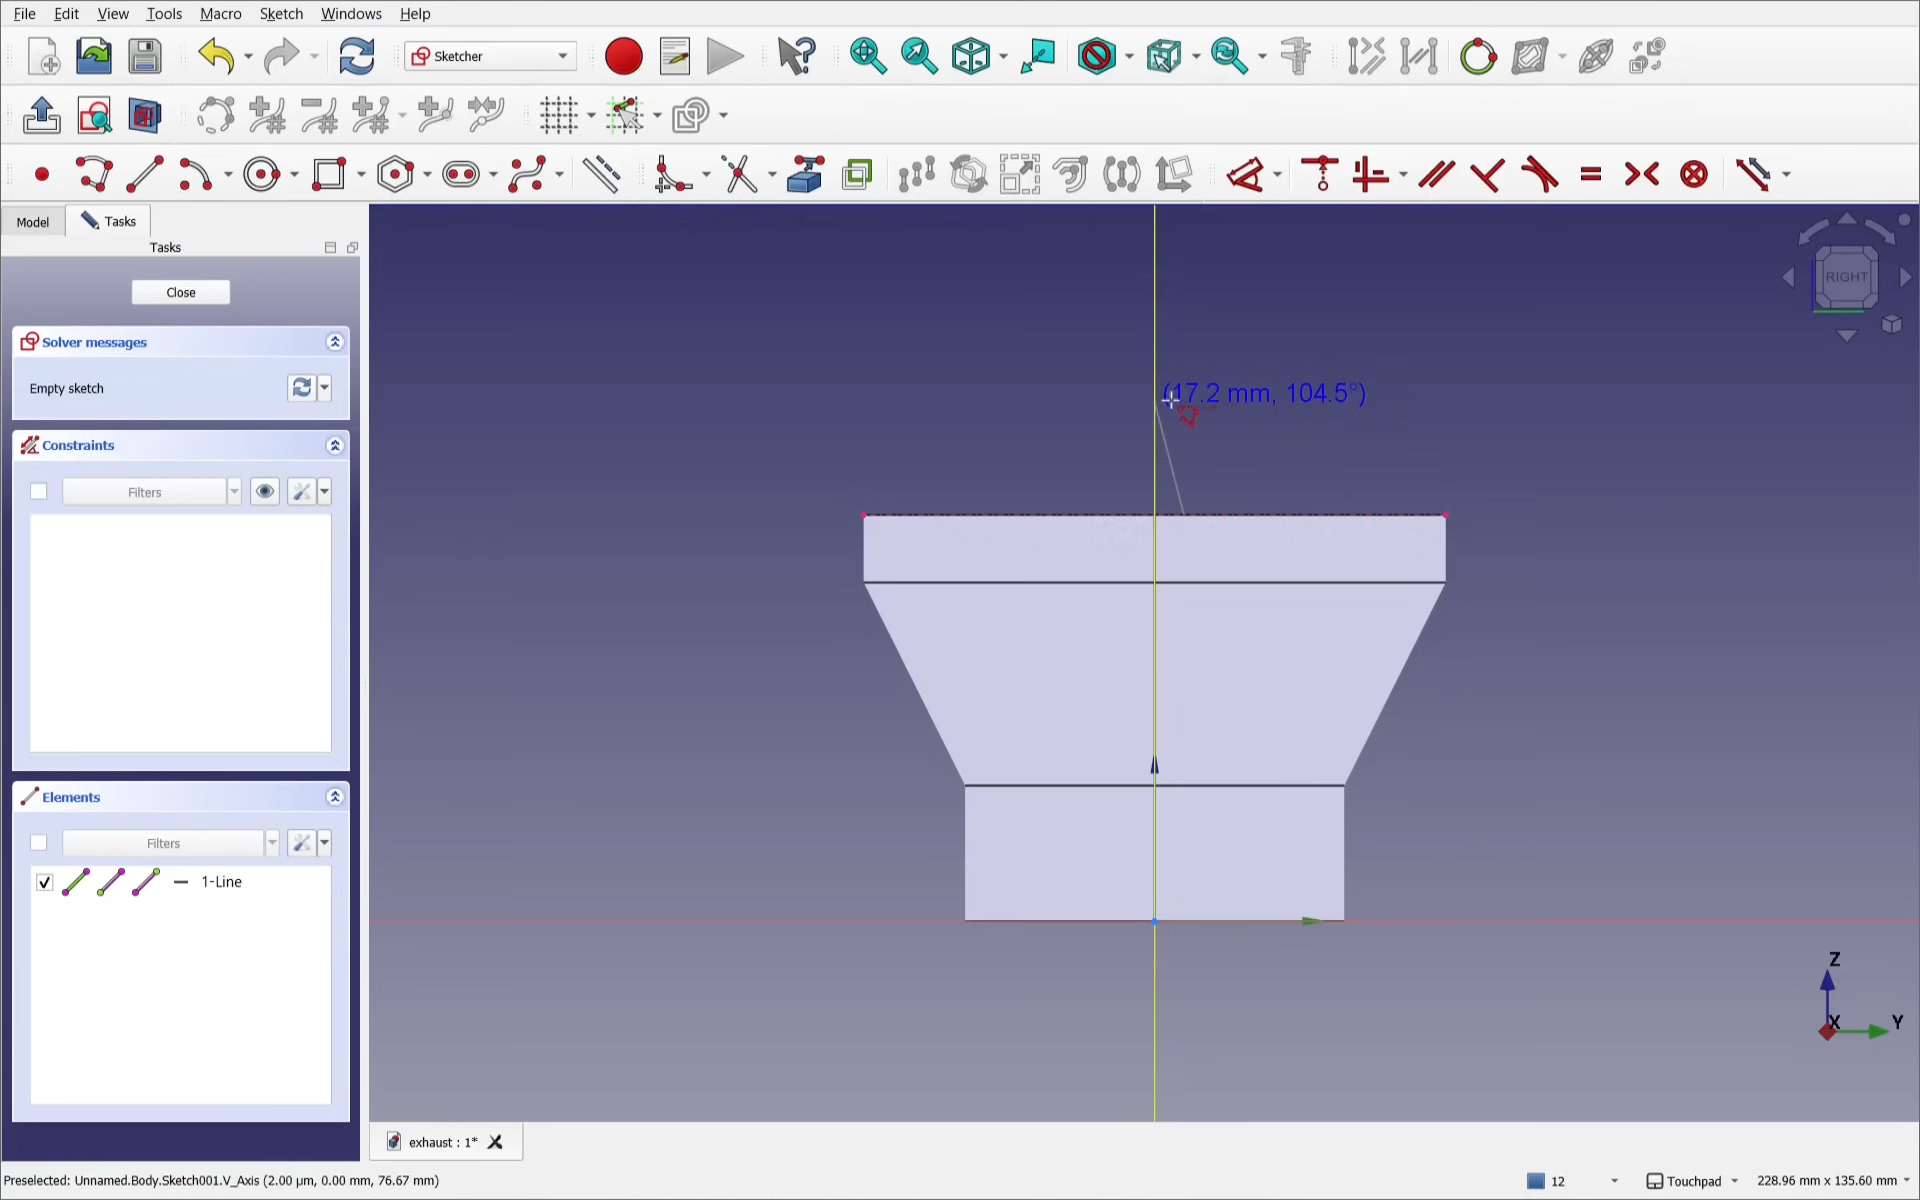 File Edit View Tools Macro Sketch Windows Help
Sketcher
Model Tasks
Tasks
Close
Solver messages
Empty sketch
Constraints
Filters
Elements
Filters
1-Line
(17.2 mm, 104.5°)
RIGHT
Z
X
Y
exhaust : 1*
Preselected: Unnamed.Body.Sketch001.V_Axis (2.00 µm, 0.00 mm, 76.67 mm)
12 Touchpad 228.96 mm x 135.60 mm